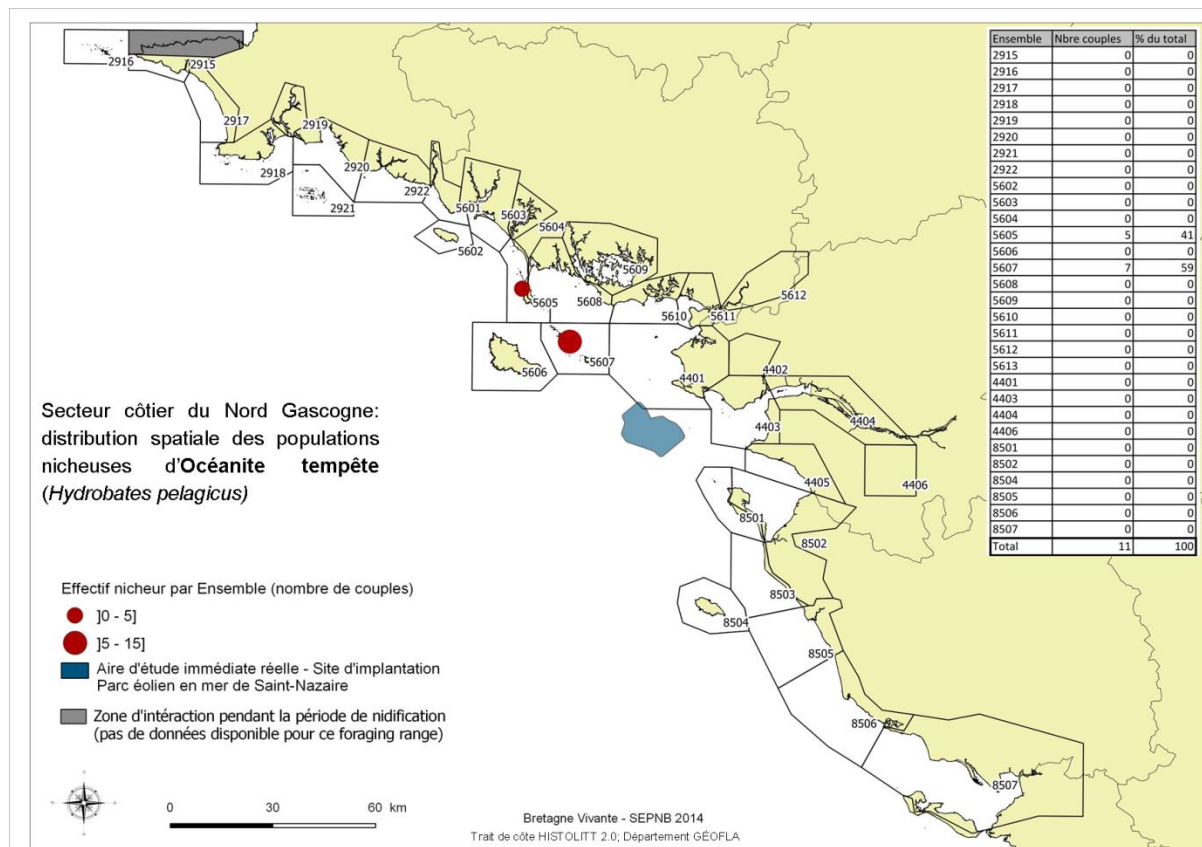 2916
2915
2917
2919
2918
2920
2921
2922
5601
5603
5604
5602
5609
5605
5608
5612
5610
5611
5606
5607
4401
4402
4403
4404
4405
4406
8501
8502
8503
8504
8505
8506
8507
Ensemble Nbre couples % du total
2915 0 0
2916 0 0
2917 0 0
2918 0 0
2919 0 0
2920 0 0
2921 0 0
2922 0 0
5602 0 0
5603 0 0
5604 0 0
5605 5 41
5606 0 0
5607 7 59
5608 0 0
5609 0 0
5610 0 0
5611 0 0
5612 0 0
5613 0 0
4401 0 0
4403 0 0
4404 0 0
4406 0 0
8501 0 0
8502 0 0
8504 0 0
8505 0 0
8506 0 0
8507 0 0
Total 11 100
Secteur côtier du Nord Gascogne:
distribution spatiale des populations
nicheuses d'Océanite tempête
(Hydrobates pelagicus)
Effectif nicheur par Ensemble (nombre de couples)
]0 - 5]
]5 - 15]
Aire d'étude immédiate réelle - Site d'implantation
Parc éolien en mer de Saint-Nazaire
Zone d'intéraction pendant la période de nidification
(pas de données disponible pour ce foraging range)
0 30 60 km
Bretagne Vivante - SEPNB 2014
Trait de côte HISTOLITT 2.0; Département GÉOFLA